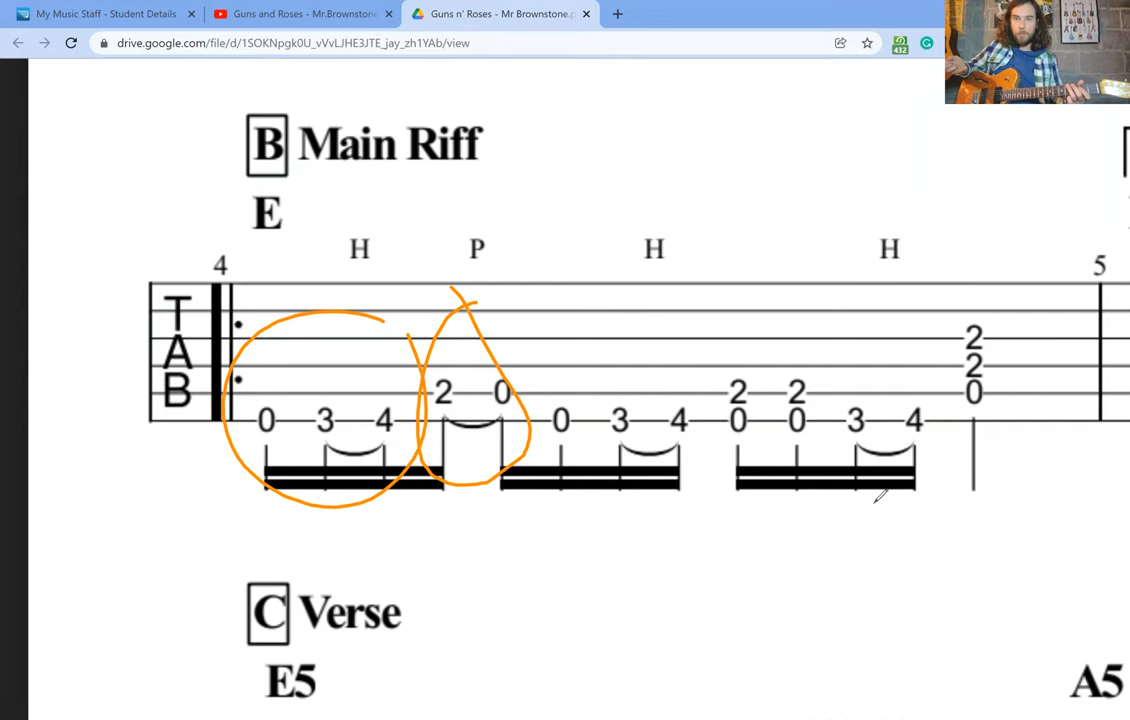 My Music Staff - Student Details
Guns and Roses - Mr.Brownstone
Guns n' Roses - Mr Brownstone.p
drive.google.com/file/d/1SOKNpgk0U_vVvLJHE3JTE_jay_zh1YAb/view
432
B Main Riff
E
H P H H
4 5
T
A
B
2
2
2 0 2 2 0
0 3 4 0 3 4 0 0 3 4
C Verse
E5 A5